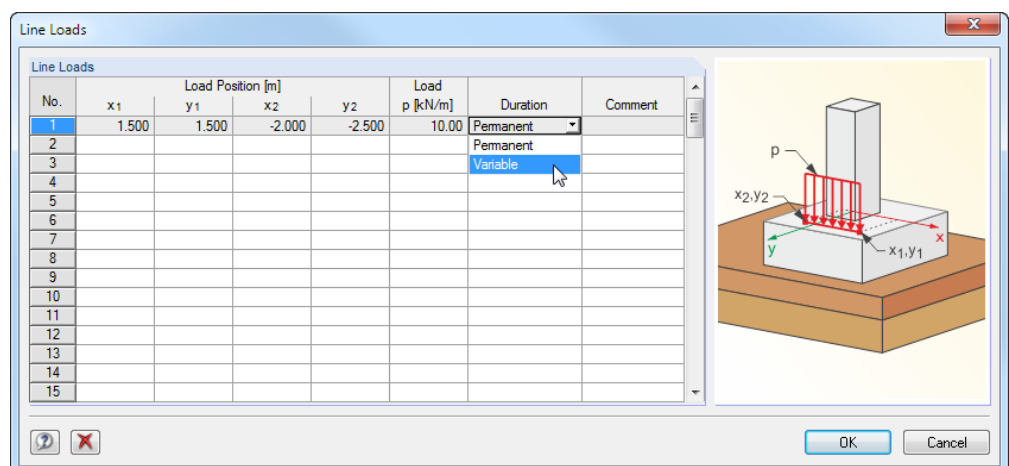 Line Loads
Line Loads
No. Load Position [m] Load Duration Comment
x1 y1 x2 y2 p [kN/m]
1 1.500 1.500 -2.000 -2.500 10.00 Permanent
2 Permanent
3 Variable
4
5
6
7
8
9
10
11
12
13
14
15
p
x2,y2
x
y
x1,y1
OK Cancel